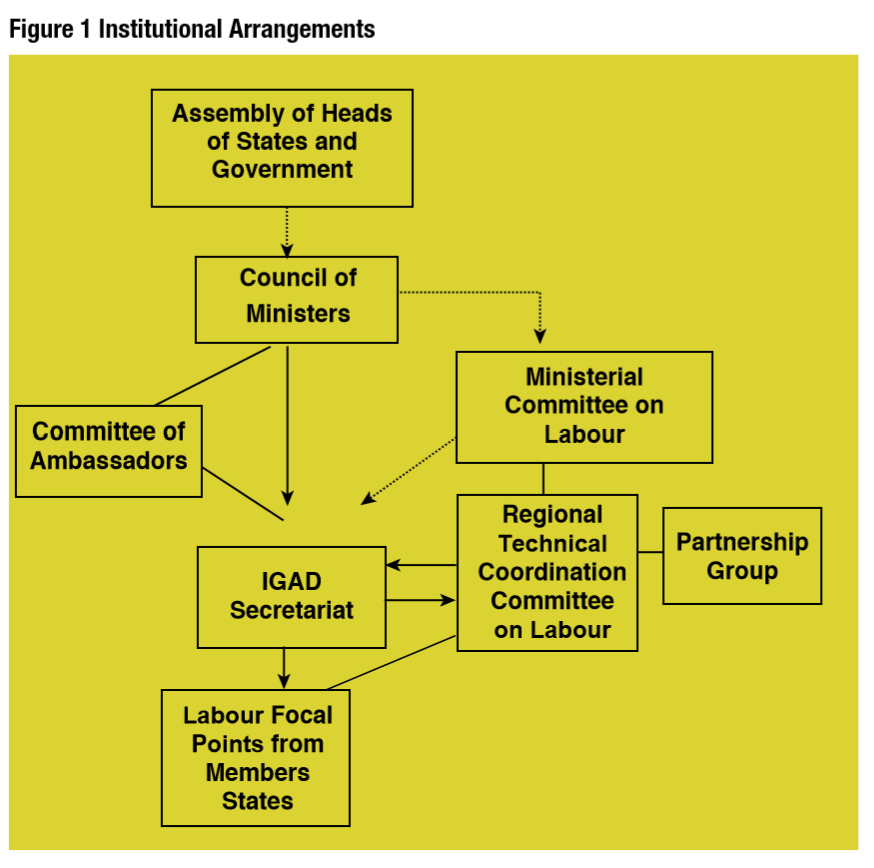 Figure 1 Institutional Arrangements
Assembly of Heads
of States and
Government
Council of
Ministers
Ministerial
Committee on
Labour
Committee of
Ambassadors
Regional
Technical
Coordination
Committee
on Labour
Partnership
Group
IGAD
Secretariat
Labour Focal
Points from
Members
States